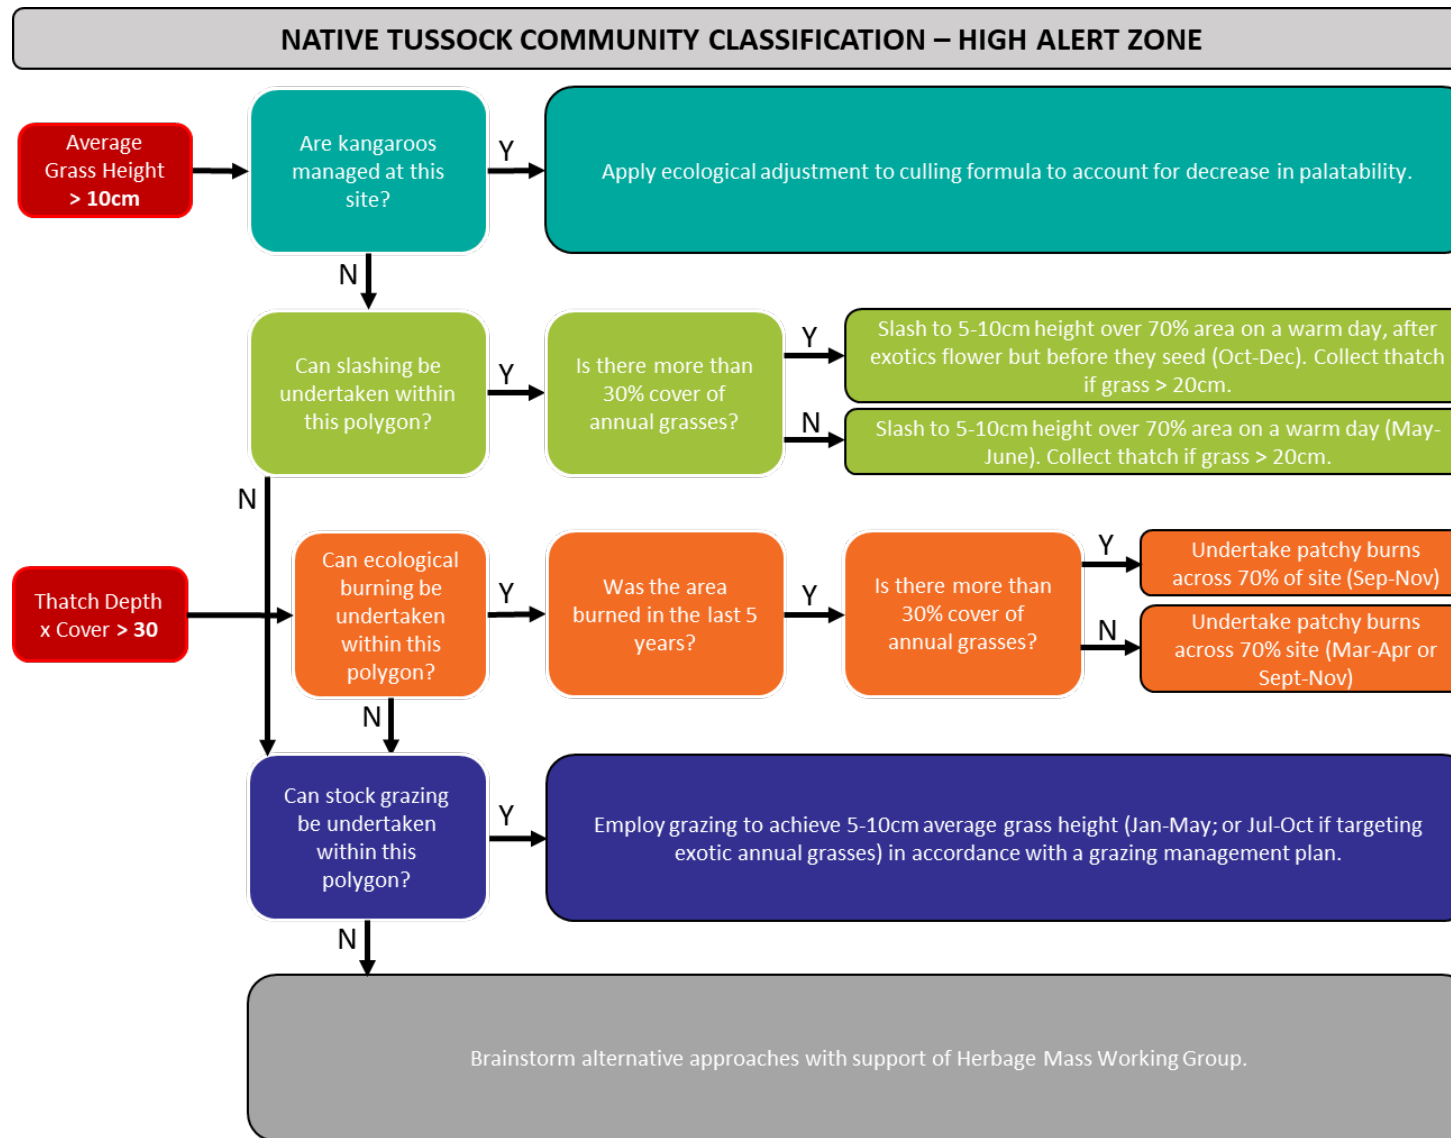 NATIVE TUSSOCK COMMUNITY CLASSIFICATION – HIGH ALERT ZONE
Average
Grass Height
> 10cm
Are kangaroos
managed at this
site?
Y
Apply ecological adjustment to culling formula to account for decrease in palatability.
N
Can slashing be
undertaken within
this polygon?
Y
Is there more than
30% cover of
annual grasses?
Y
Slash to 5-10cm height over 70% area on a warm day, after
exotics flower but before they seed (Oct-Dec). Collect thatch
if grass > 20cm.
N
Slash to 5-10cm height over 70% area on a warm day (May-
June). Collect thatch if grass > 20cm.
N
Thatch Depth
x Cover > 30
Can ecological
burning be
undertaken
within this
polygon?
Y
Was the area
burned in the last 5
years?
Y
Is there more than
30% cover of
annual grasses?
Y
Undertake patchy burns
across 70% of site (Sep-Nov)
N
Undertake patchy burns
across 70% site (Mar-Apr or
Sept-Nov)
N
Can stock grazing
be undertaken
within this
polygon?
Y
Employ grazing to achieve 5-10cm average grass height (Jan-May; or Jul-Oct if targeting
exotic annual grasses) in accordance with a grazing management plan.
N
Brainstorm alternative approaches with support of Herbage Mass Working Group.